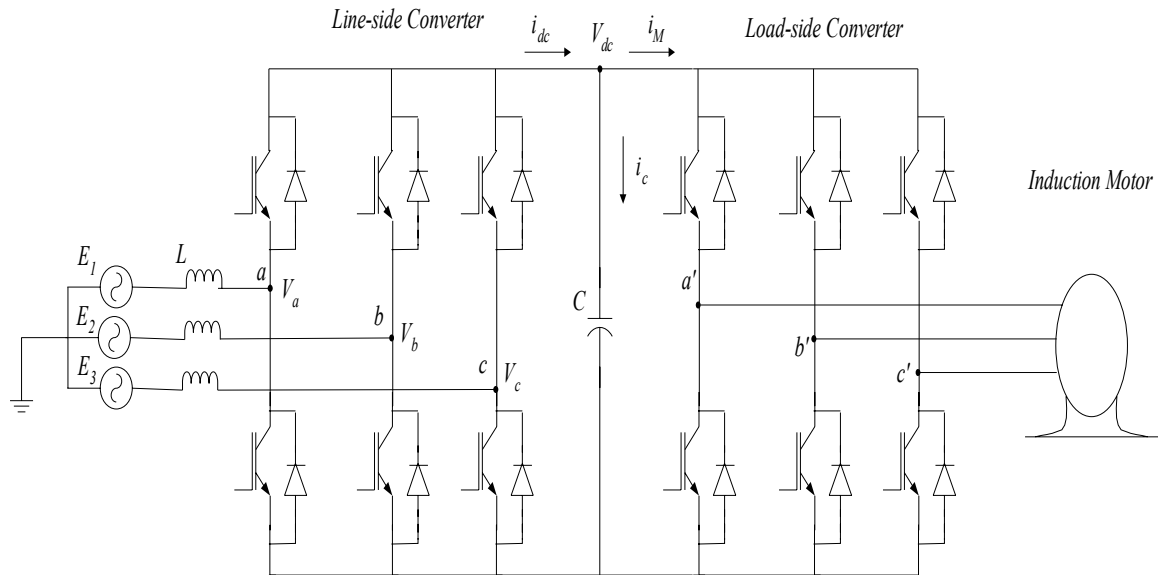 Line-side Converter
i_dc
V_dc
i_M
Load-side Converter
i_c
Induction Motor
E_1
L
a
V_a
E_2
b
V_b
E_3
c
V_c
C
a'
b'
c'